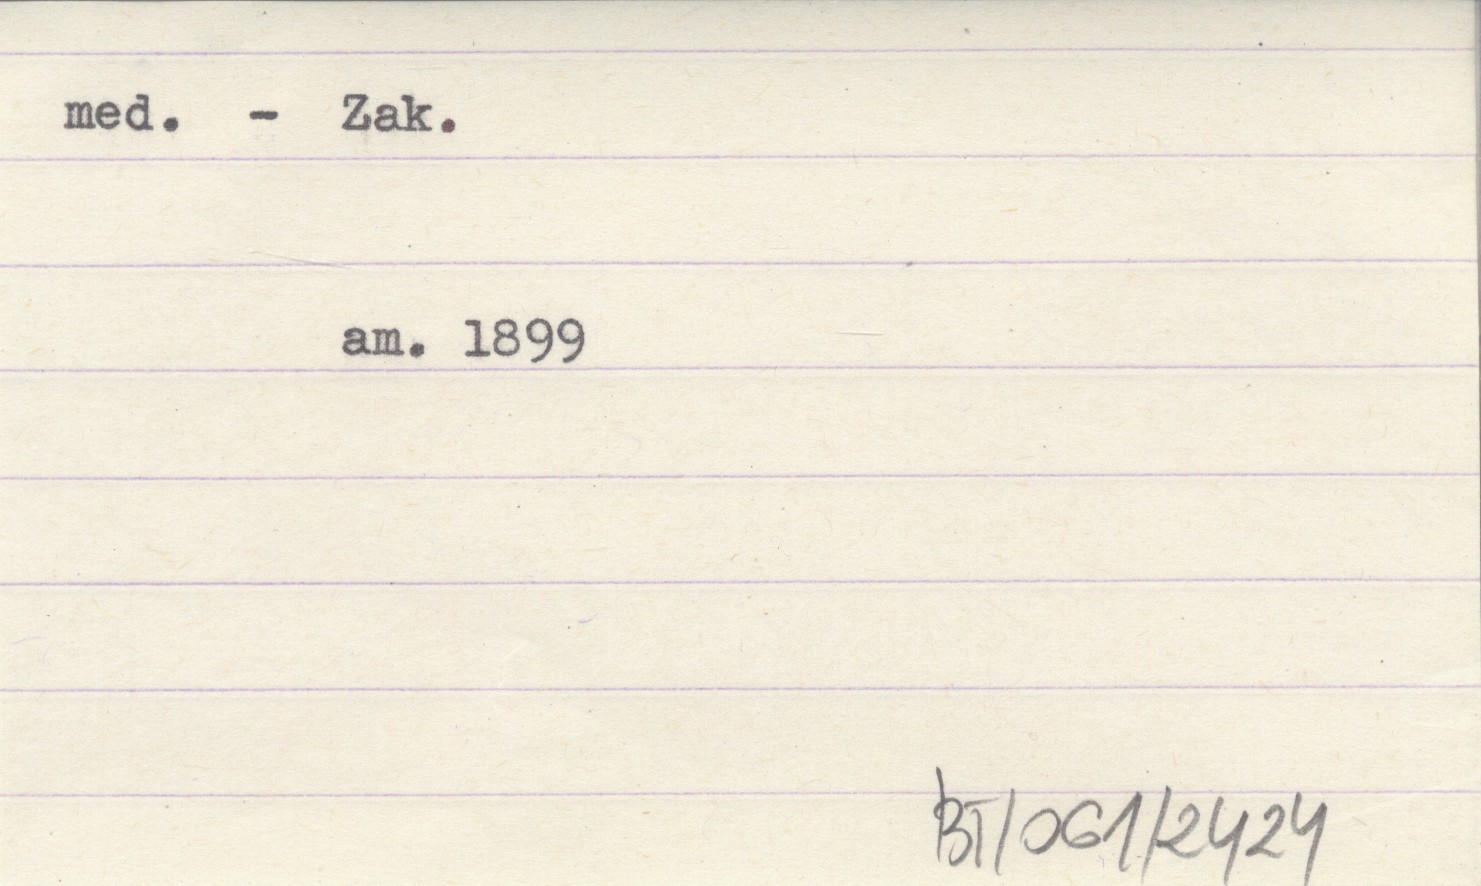 med. - Zak.
am. 1899
BT/061/2424